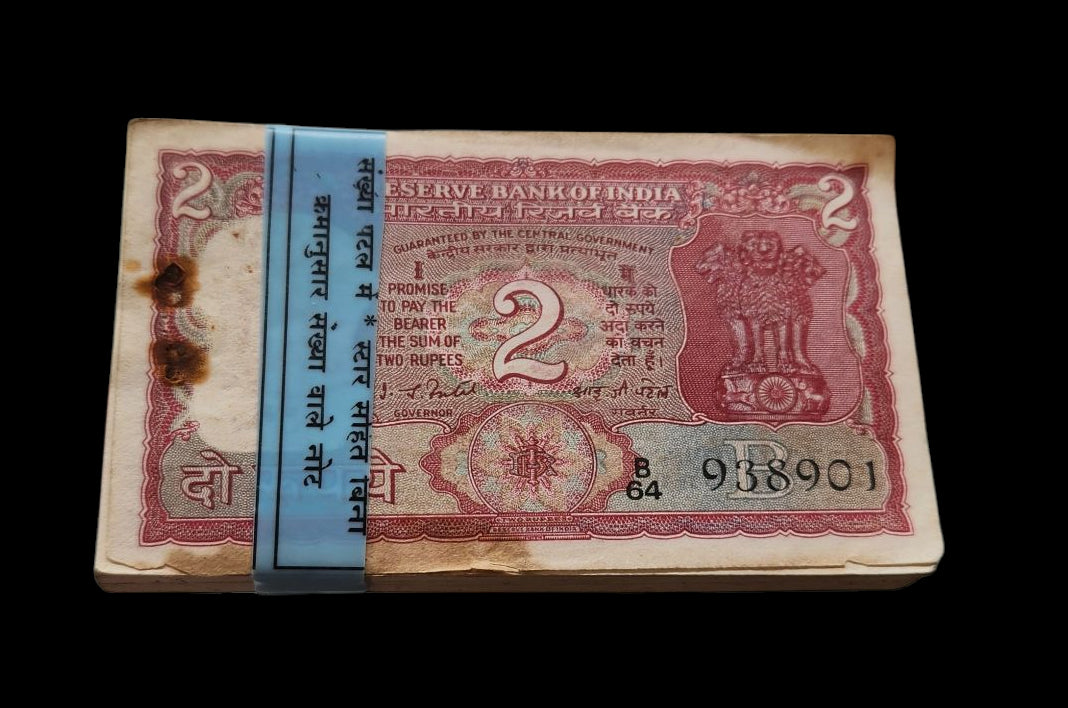 2 2
ESERVE BANK OF INDIA
भारतीय रिज़र्व बैंक
GUARANTEED BY THE CENTRAL GOVERNMENT
केन्द्रीय सरकार द्वारा प्रत्याभूत
I
PROMISE
TO PAY THE
BEARER
THE SUM OF
TWO RUPEES
2
मैं
धारक को
दो रुपये
अदा करने
का वचन
देता हूँ।
GOVERNOR
गवर्नर
दो
B
64
B
938901
संख्या पटल में * स्टार सहित बिना
क्रमानुसार संख्या वाले नोट